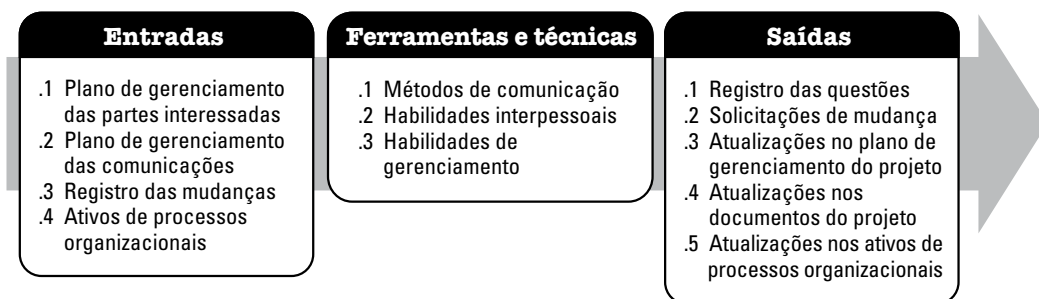 Entradas
.1 Plano de gerenciamento
das partes interessadas
.2 Plano de gerenciamento
das comunicações
.3 Registro das mudanças
.4 Ativos de processos
organizacionais
Ferramentas e técnicas
.1 Métodos de comunicação
.2 Habilidades interpessoais
.3 Habilidades de
gerenciamento
Saídas
.1 Registro das questões
.2 Solicitações de mudança
.3 Atualizações no plano de
gerenciamento do projeto
.4 Atualizações nos
documentos do projeto
.5 Atualizações nos ativos de
processos organizacionais